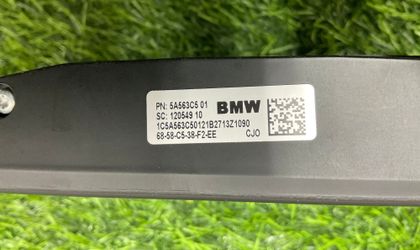 PN: 5A563C5 01
SC: 120549 10
BMW
1C5A563C50121B2713Z1090
68-58-C5-38-F2-EE
CJO